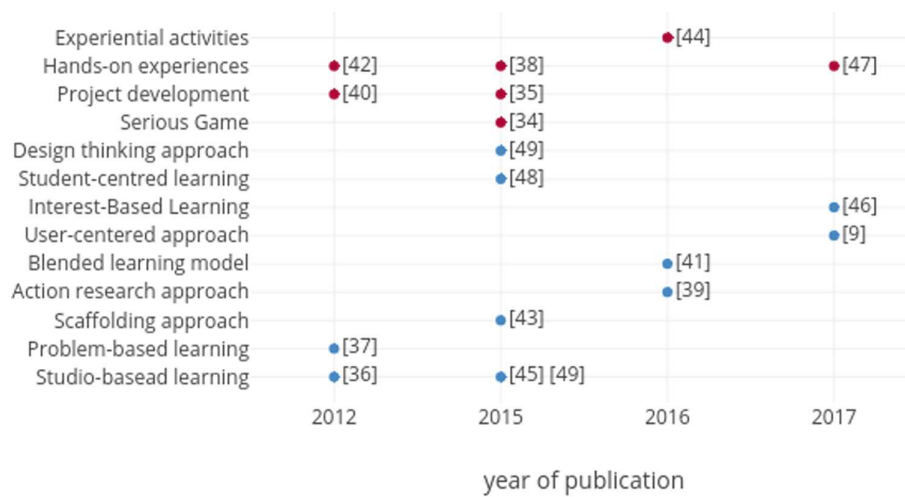 Experiential activities [44]
Hands-on experiences [42] [38] [47]
Project development [40] [35]
Serious Game [34]
Design thinking approach [49]
Student-centred learning [48]
Interest-Based Learning [46]
User-centered approach [9]
Blended learning model [41]
Action research approach [39]
Scaffolding approach [43]
Problem-based learning [37]
Studio-basead learning [36] [45] [49]
2012 2015 2016 2017
year of publication